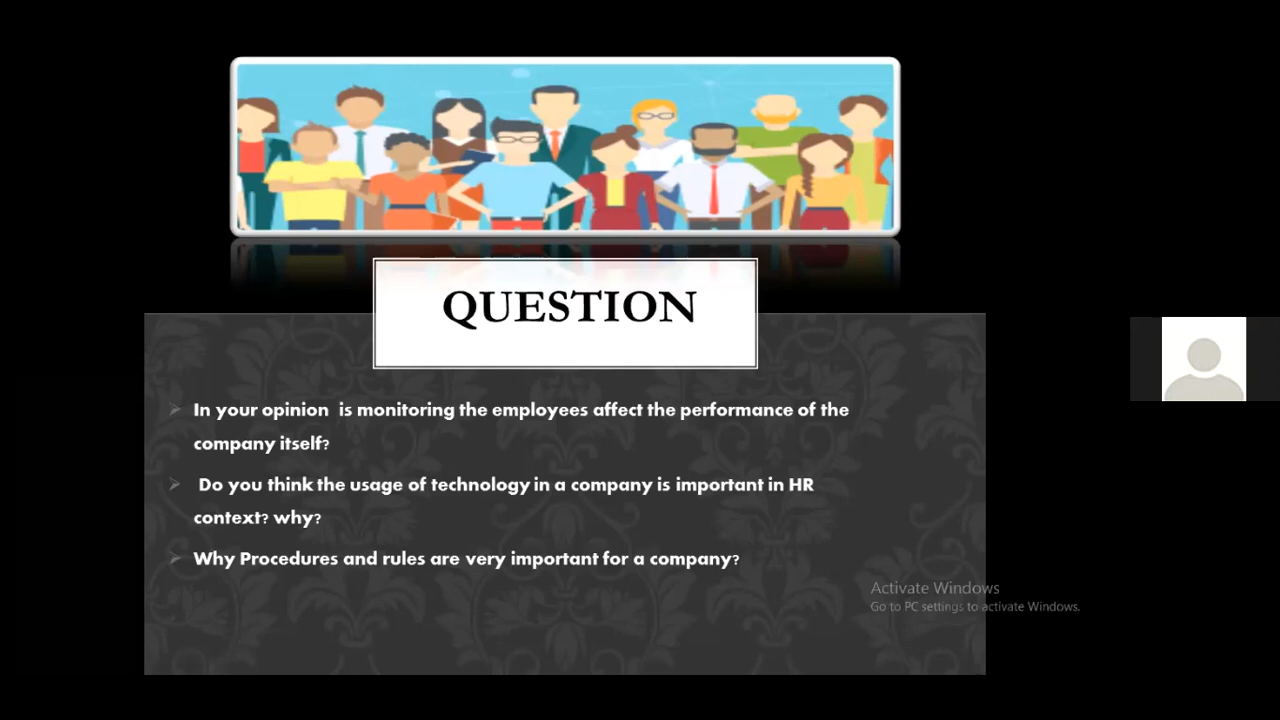 QUESTION
In your opinion is monitoring the employees affect the performance of the
company itself?
Do you think the usage of technology in a company is important in HR
context? why?
Why Procedures and rules are very important for a company?
Activate Windows
Go to PC settings to activate Windows.